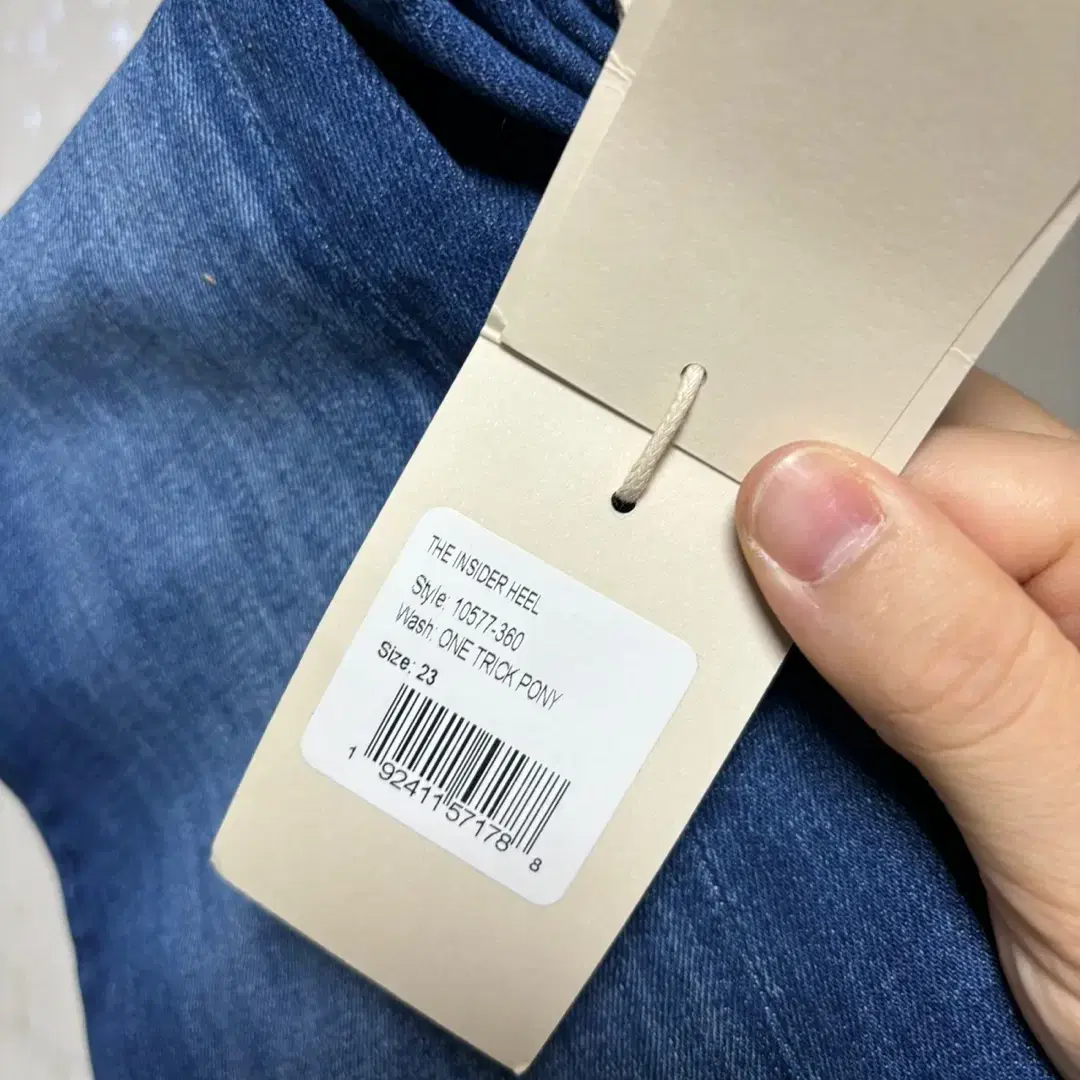 THE INSIDER HEEL
Style: 10577-360
Wash: ONE TRICK PONY
Size: 23
1 92411 57178 8